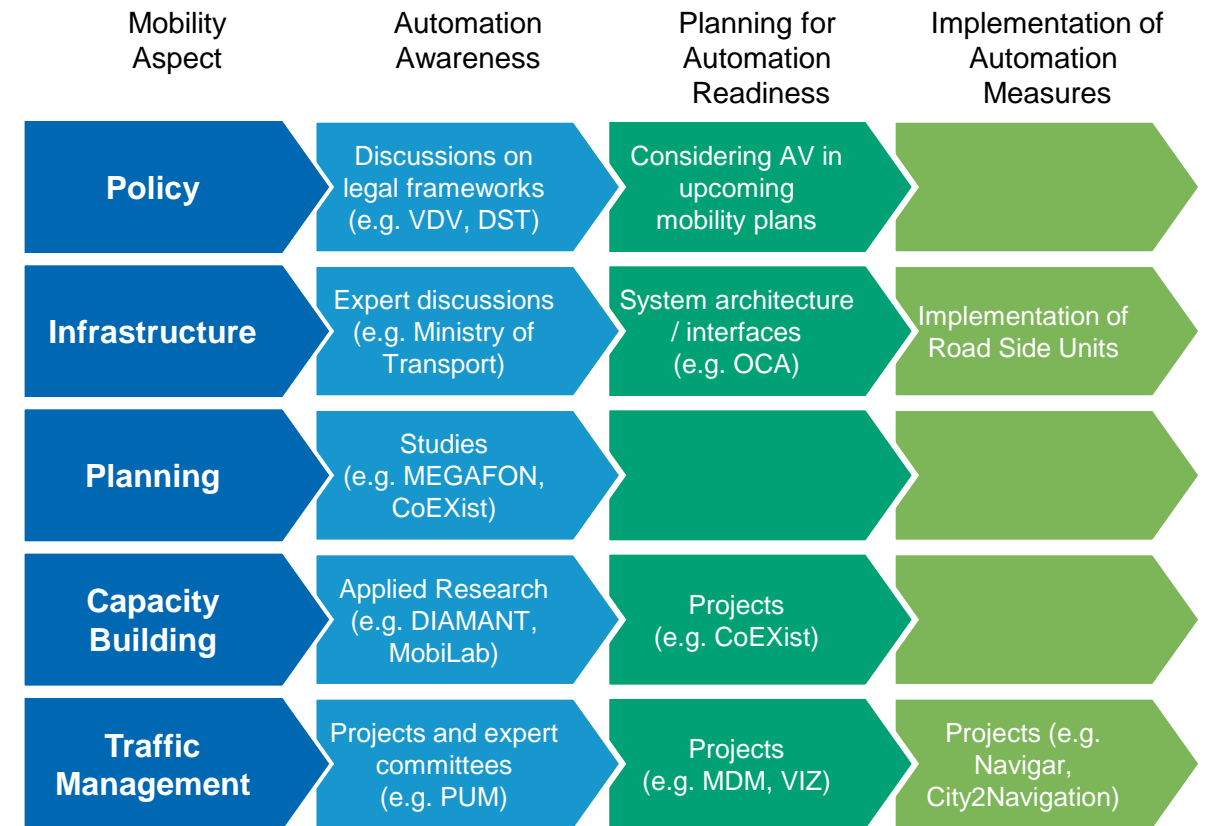 Mobility
Aspect
Automation
Awareness
Planning for
Automation
Readiness
Implementation of
Automation
Measures
Policy
Discussions on
legal frameworks
(e.g. VDV, DST)
Considering AV in
upcoming
mobility plans
Infrastructure
Expert discussions
(e.g. Ministry of
Transport)
System architecture
/ interfaces
(e.g. OCA)
Implementation of
Road Side Units
Planning
Studies
(e.g. MEGAFON,
CoEXist)
Capacity
Building
Applied Research
(e.g. DIAMANT,
MobiLab)
Projects
(e.g. CoEXist)
Traffic
Management
Projects and expert
committees
(e.g. PUM)
Projects
(e.g. MDM, VIZ)
Projects (e.g.
Navigar,
City2Navigation)